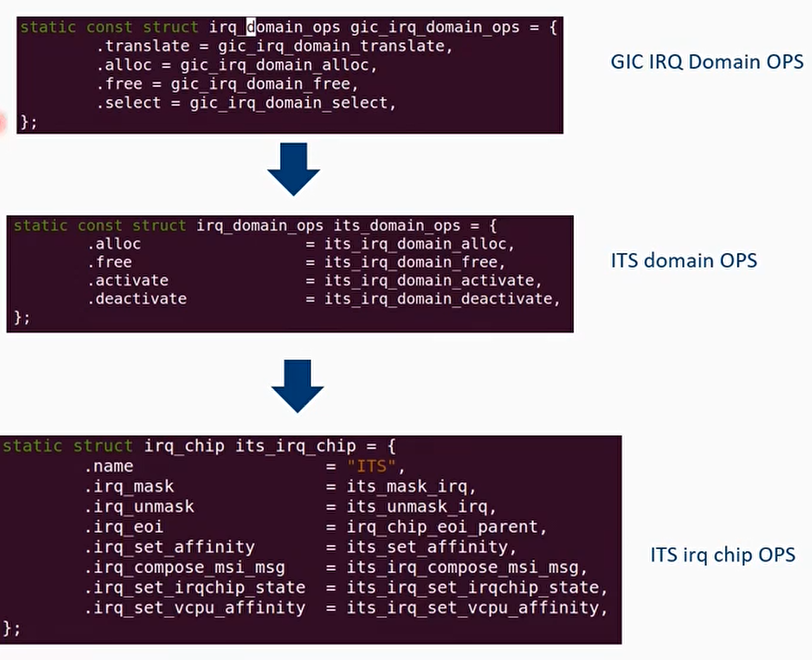 static const struct irq_domain_ops gic_irq_domain_ops = {
.translate = gic_irq_domain_translate,
.alloc = gic_irq_domain_alloc,
.free = gic_irq_domain_free,
.select = gic_irq_domain_select,
};
GIC IRQ Domain OPS
static const struct irq_domain_ops its_domain_ops = {
.alloc = its_irq_domain_alloc,
.free = its_irq_domain_free,
.activate = its_irq_domain_activate,
.deactivate = its_irq_domain_deactivate,
};
ITS domain OPS
static struct irq_chip its_irq_chip = {
.name = "ITS",
.irq_mask = its_mask_irq,
.irq_unmask = its_unmask_irq,
.irq_eoi = irq_chip_eoi_parent,
.irq_set_affinity = its_set_affinity,
.irq_compose_msi_msg = its_irq_compose_msi_msg,
.irq_set_irqchip_state = its_irq_set_irqchip_state,
.irq_set_vcpu_affinity = its_irq_set_vcpu_affinity,
};
ITS irq chip OPS